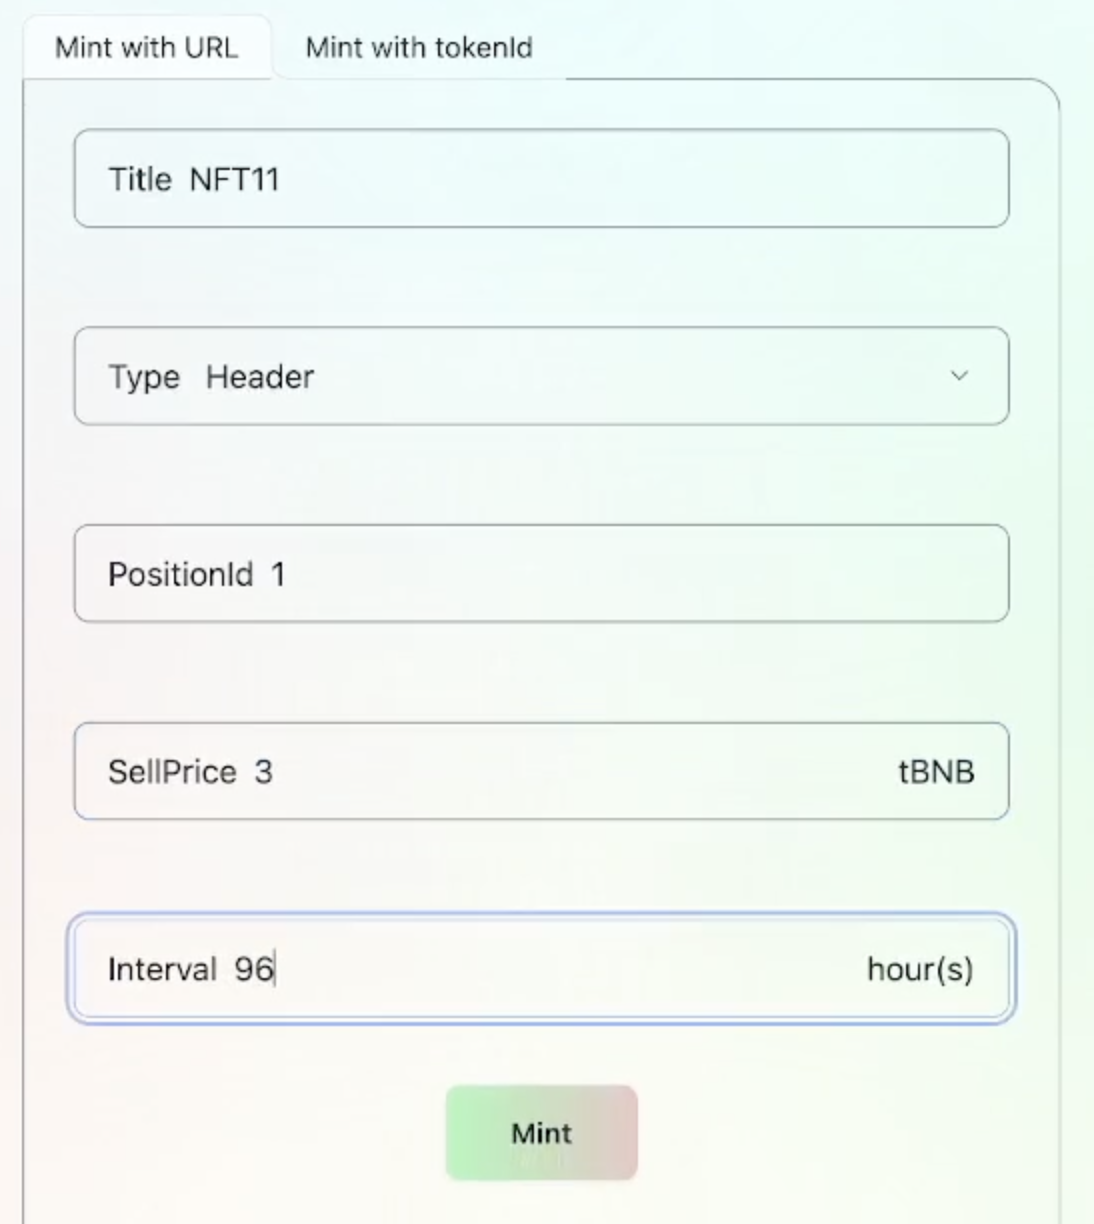 Mint with URL Mint with tokenId
Title NFT11
Type Header
PositionId 1
SellPrice 3 tBNB
Interval 96 hour(s)
Mint